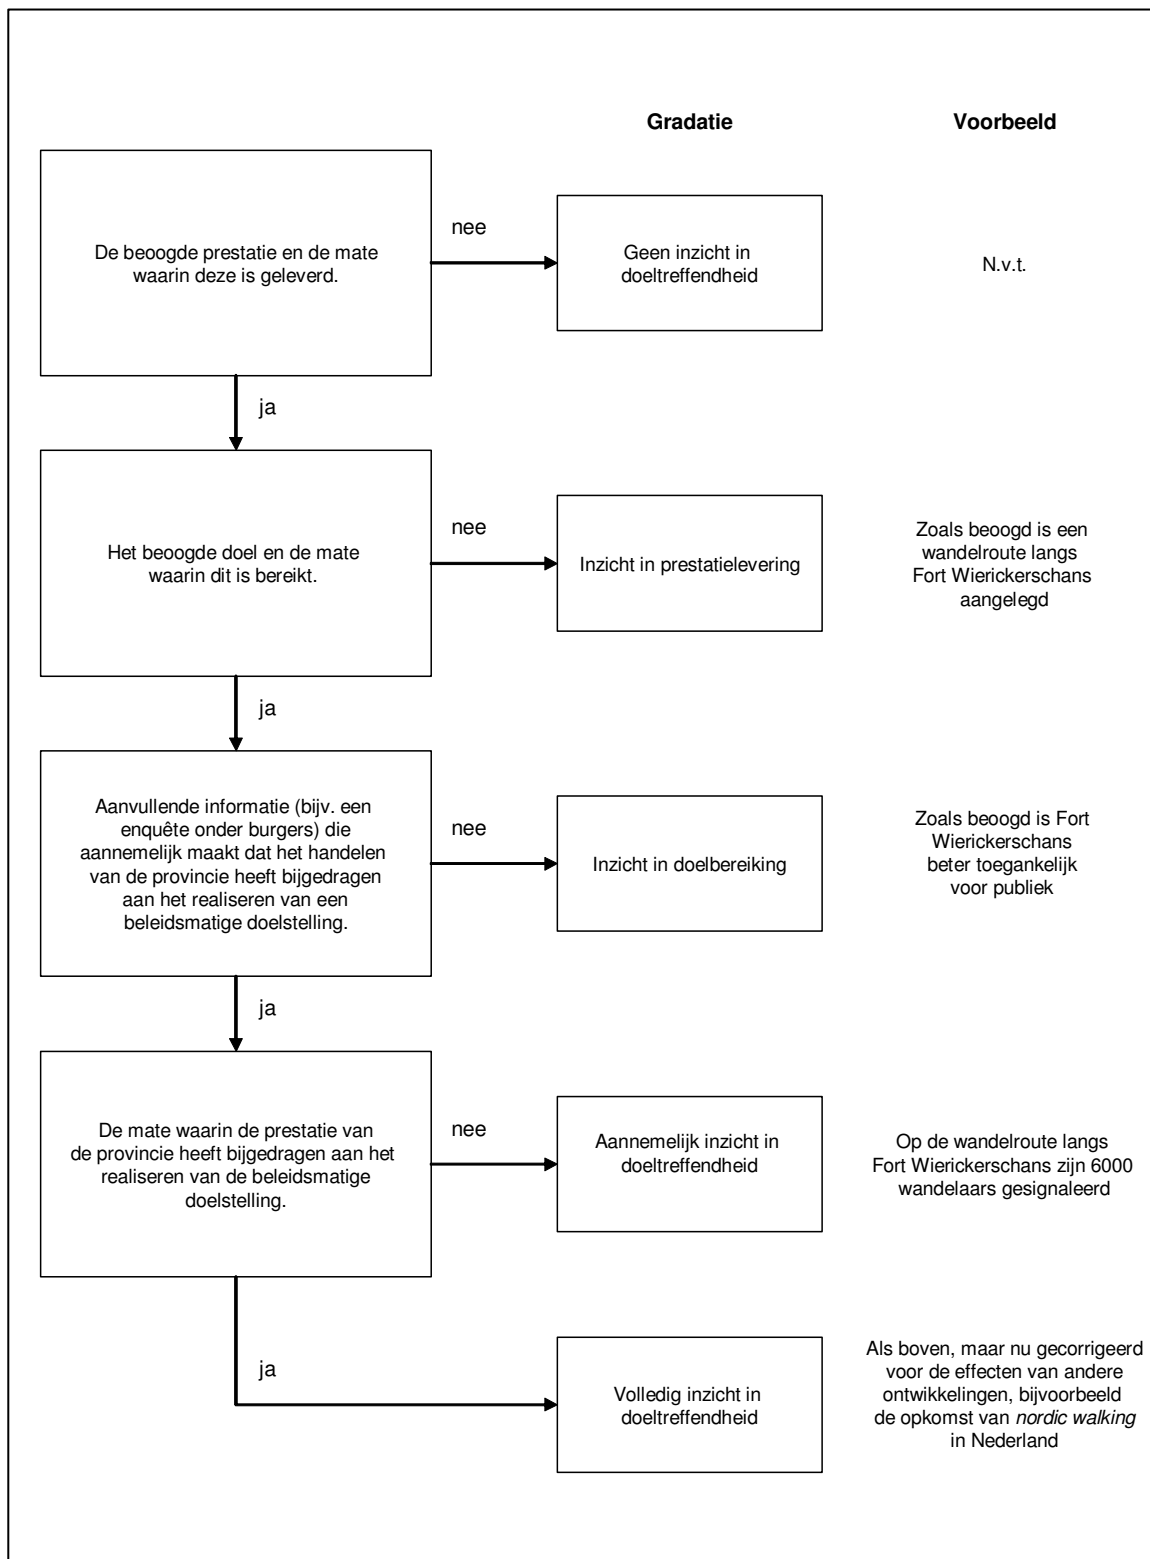 Gradatie
Voorbeeld
De beoogde prestatie en de mate
waarin deze is geleverd.
nee
Geen inzicht in
doeltreffendheid
N.v.t.
ja
Het beoogde doel en de mate
waarin dit is bereikt.
nee
Inzicht in prestatielevering
Zoals beoogd is een
wandelroute langs
Fort Wierickerschans
aangelegd
ja
Aanvullende informatie (bijv. een
enquête onder burgers) die
aannemelijk maakt dat het handelen
van de provincie heeft bijgedragen
aan het realiseren van een
beleidsmatige doelstelling.
nee
Inzicht in doelbereiking
Zoals beoogd is Fort
Wierickerschans
beter toegankelijk
voor publiek
ja
De mate waarin de prestatie van
de provincie heeft bijgedragen aan het
realiseren van de beleidsmatige
doelstelling.
nee
Aannemelijk inzicht in
doeltreffendheid
Op de wandelroute langs
Fort Wierickerschans zijn 6000
wandelaars gesignaleerd
ja
Volledig inzicht in
doeltreffendheid
Als boven, maar nu gecorrigeerd
voor de effecten van andere
ontwikkelingen, bijvoorbeeld
de opkomst van nordic walking
in Nederland